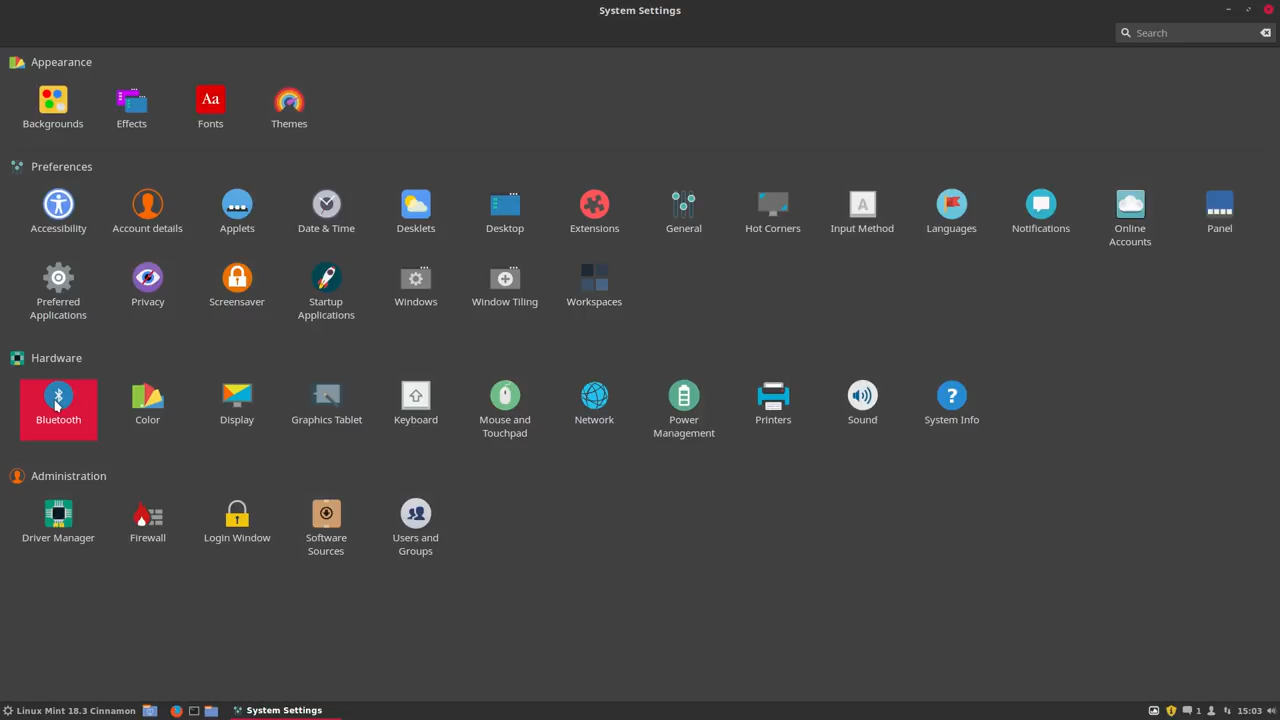 System Settings
Search
Appearance
Backgrounds
Effects
Aa
Fonts
Themes
Preferences
Accessibility
Account details
Applets
Date & Time
Desklets
Desktop
Extensions
General
Hot Corners
A
Input Method
Languages
Notifications
Online
Accounts
Panel
Preferred
Applications
Privacy
Screensaver
Startup
Applications
Windows
Window Tiling
Workspaces
Hardware
Bluetooth
Color
Display
Graphics Tablet
Keyboard
Mouse and
Touchpad
Network
Power
Management
Printers
Sound
?
System Info
Administration
Driver Manager
Firewall
Login Window
Software
Sources
Users and
Groups
Linux Mint 18.3 Cinnamon
System Settings
1
15:03